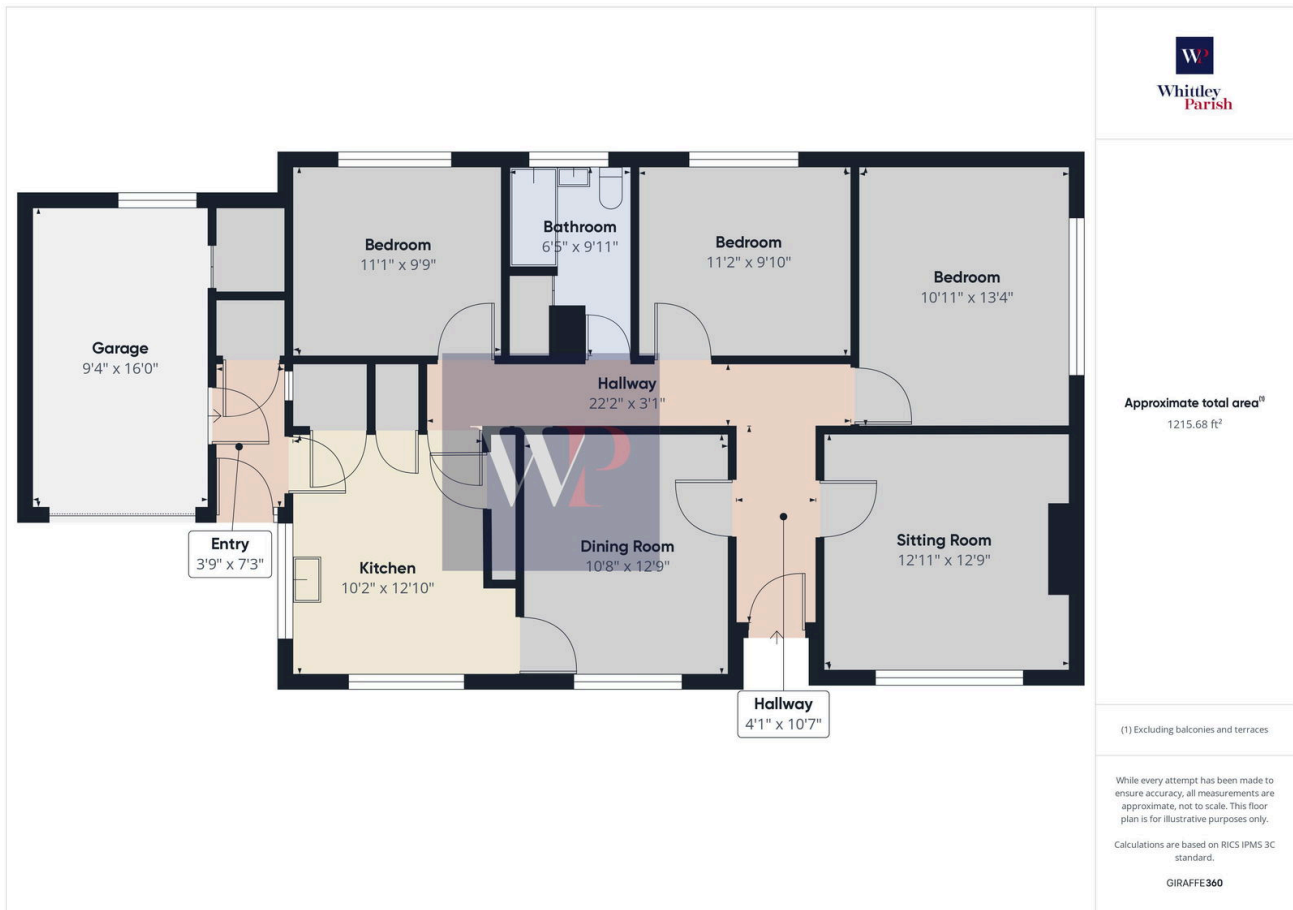 WP
Whittley
Parish
Bedroom
11'1" x 9'9"
Bathroom
6'5" x 9'11"
Bedroom
11'2" x 9'10"
Bedroom
10'11" x 13'4"
Garage
9'4" x 16'0"
Hallway
22'2" x 3'1"
Approximate total area⁽¹⁾
1215.68 ft²
WP
Entry
3'9" x 7'3"
Kitchen
10'2" x 12'10"
Dining Room
10'8" x 12'9"
Sitting Room
12'11" x 12'9"
Hallway
4'1" x 10'7"
(1) Excluding balconies and terraces
While every attempt has been made to
ensure accuracy, all measurements are
approximate, not to scale. This floor
plan is for illustrative purposes only.
Calculations are based on RICS IPMS 3C
standard.
GIRAFFE360